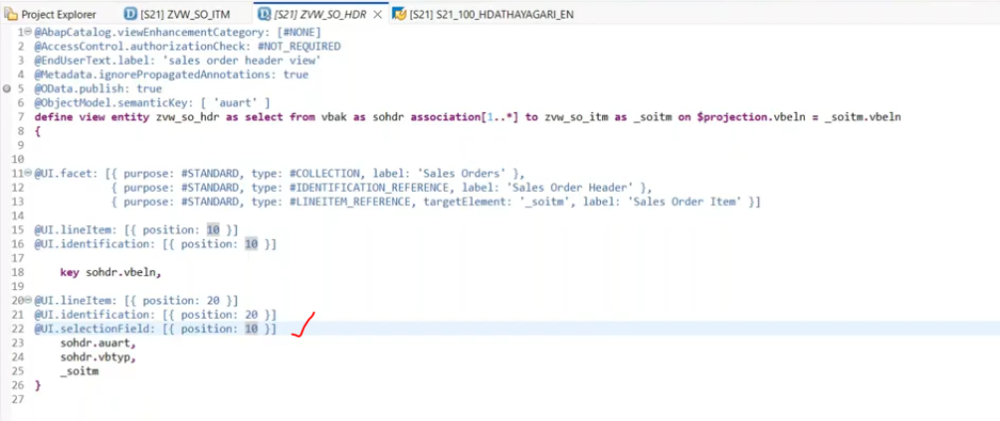 Project Explorer [S21] ZVW_SO_ITM [S21] ZVW_SO_HDR [S21] S21_100_HDATHAYAGARI_EN
1 @AbapCatalog.viewEnhancementCategory: [#NONE]
2 @AccessControl.authorizationCheck: #NOT_REQUIRED
3 @EndUserText.label: 'sales order header view'
4 @Metadata.ignorePropagatedAnnotations: true
5 @OData.publish: true
6 @ObjectModel.semanticKey: [ 'auart' ]
7 define view entity zvw_so_hdr as select from vbak as sohdr association[1..*] to zvw_so_itm as _soitm on $projection.vbeln = _soitm.vbeln
8 {
9
10
11 @UI.facet: [{ purpose: #STANDARD, type: #COLLECTION, label: 'Sales Orders' },
12 { purpose: #STANDARD, type: #IDENTIFICATION_REFERENCE, label: 'Sales Order Header' },
13 { purpose: #STANDARD, type: #LINEITEM_REFERENCE, targetElement: '_soitm', label: 'Sales Order Item' }]
14
15 @UI.lineItem: [{ position: 10 }]
16 @UI.identification: [{ position: 10 }]
17
18 key sohdr.vbeln,
19
20 @UI.lineItem: [{ position: 20 }]
21 @UI.identification: [{ position: 20 }]
22 @UI.selectionField: [{ position: 10 }]
23 sohdr.auart,
24 sohdr.vbtyp,
25 _soitm
26 }
27